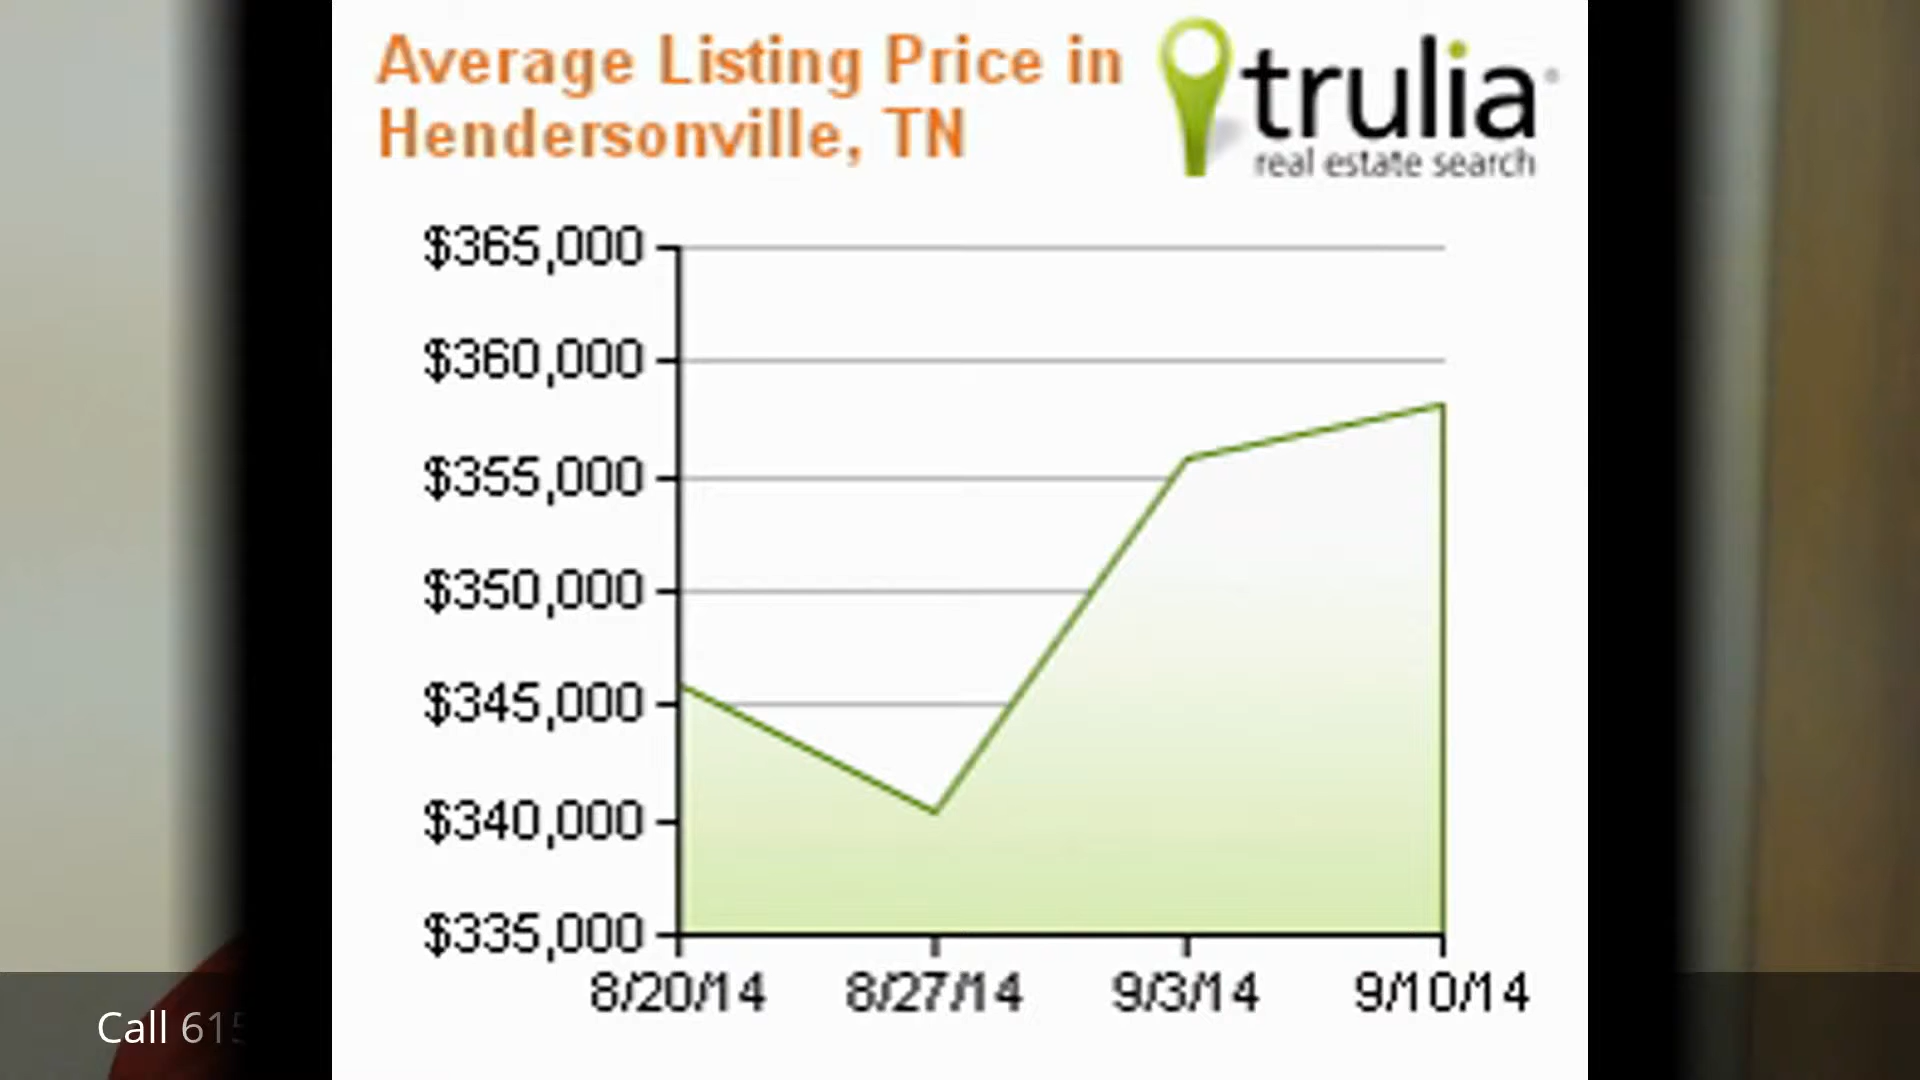 Average Listing Price in
Hendersonville, TN
trulia
real estate search
$365,000
$360,000
$355,000
$350,000
$345,000
$340,000
$335,000
8/20/14
8/27/14
9/3/14
9/10/14
Call 615